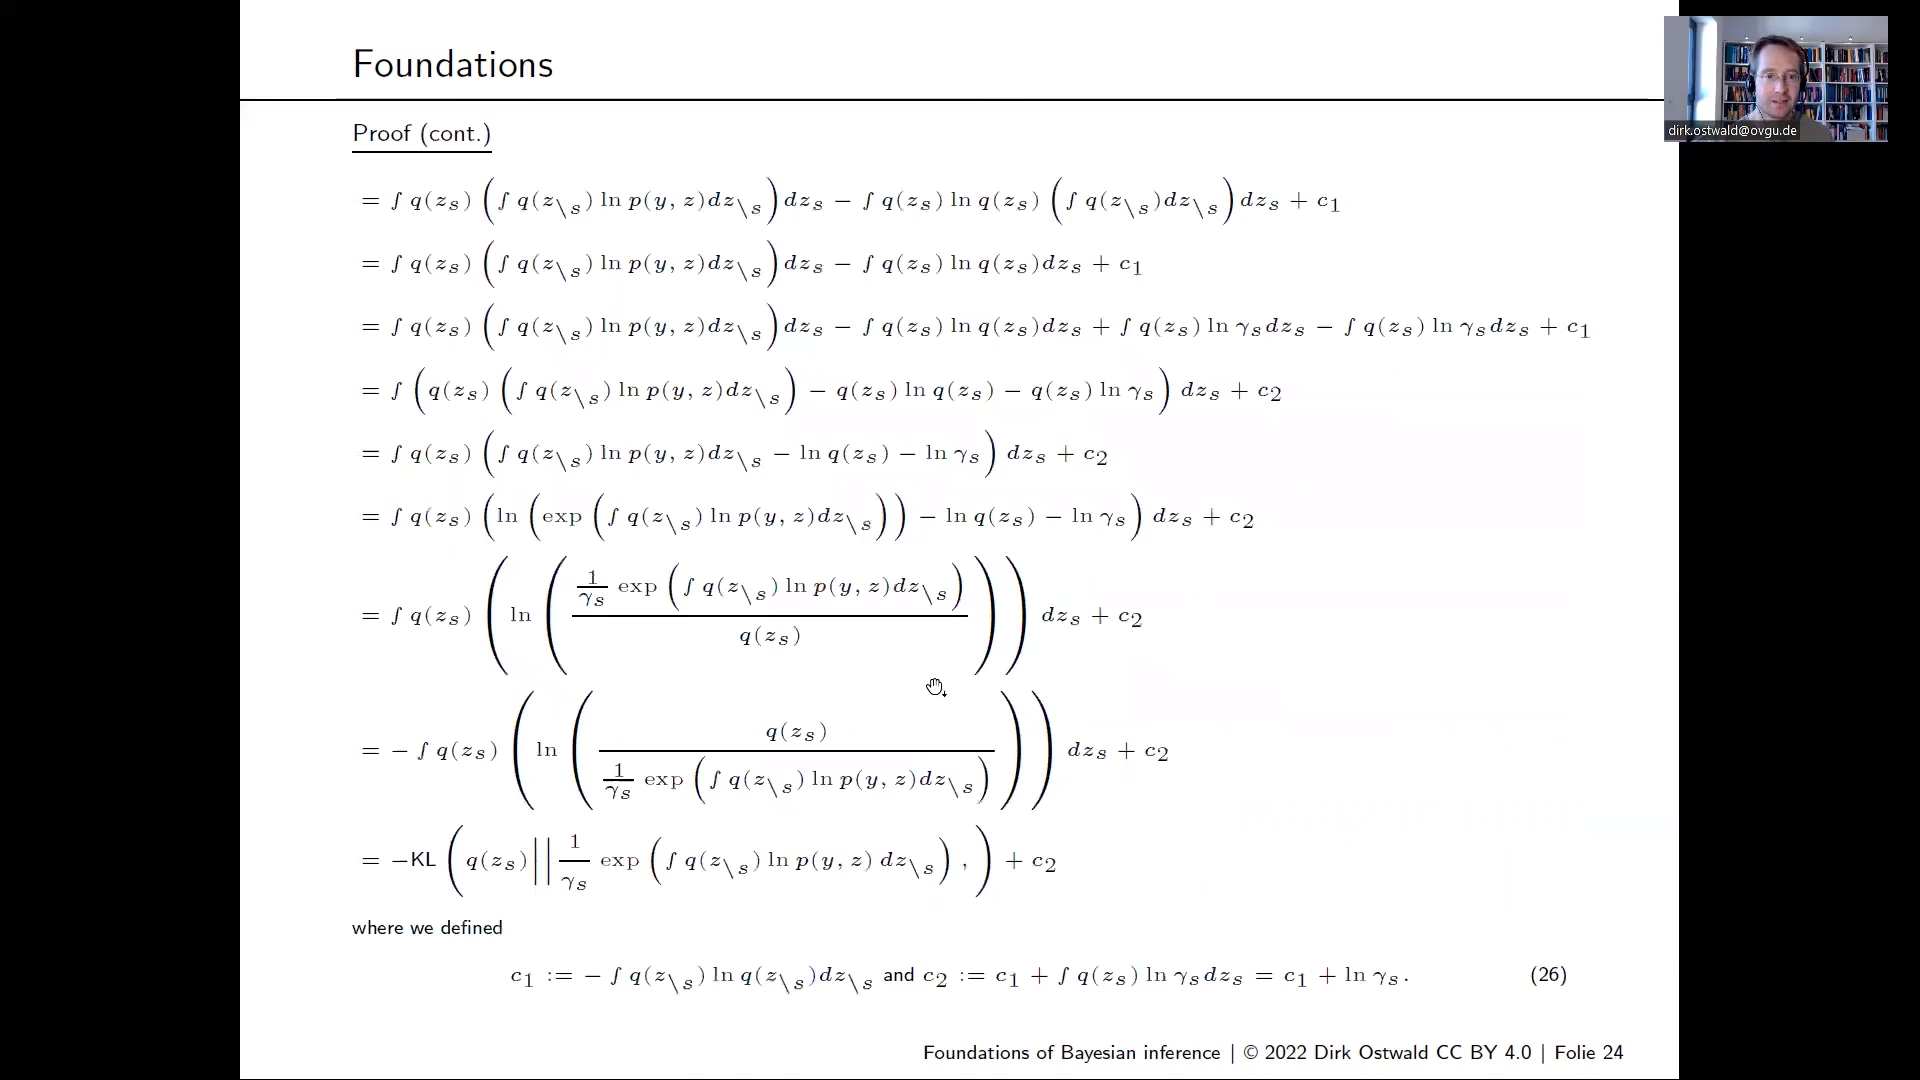 Foundations
dirk.ostwald@ovgu.de
Proof (cont.)
= ∫ q(z_s) (∫ q(z_{\s}) ln p(y, z)dz_{\s}) dz_s − ∫ q(z_s) ln q(z_s) (∫ q(z_{\s})dz_{\s}) dz_s + c_1
= ∫ q(z_s) (∫ q(z_{\s}) ln p(y, z)dz_{\s}) dz_s − ∫ q(z_s) ln q(z_s)dz_s + c_1
= ∫ q(z_s) (∫ q(z_{\s}) ln p(y, z)dz_{\s}) dz_s − ∫ q(z_s) ln q(z_s)dz_s + ∫ q(z_s) ln γ_s dz_s − ∫ q(z_s) ln γ_s dz_s + c_1
= ∫ (q(z_s) (∫ q(z_{\s}) ln p(y, z)dz_{\s}) − q(z_s) ln q(z_s) − q(z_s) ln γ_s) dz_s + c_2
= ∫ q(z_s) (∫ q(z_{\s}) ln p(y, z)dz_{\s} − ln q(z_s) − ln γ_s) dz_s + c_2
= ∫ q(z_s) (ln (exp (∫ q(z_{\s}) ln p(y, z)dz_{\s})) − ln q(z_s) − ln γ_s) dz_s + c_2
= ∫ q(z_s) (ln (\frac{\frac{1}{γ_s} exp (∫ q(z_{\s}) ln p(y, z)dz_{\s})}{q(z_s)})) dz_s + c_2
= − ∫ q(z_s) (ln (\frac{q(z_s)}{\frac{1}{γ_s} exp (∫ q(z_{\s}) ln p(y, z)dz_{\s})})) dz_s + c_2
= −KL (q(z_s)||\frac{1}{γ_s} exp (∫ q(z_{\s}) ln p(y, z) dz_{\s}) , ) + c_2
where we defined
c_1 := − ∫ q(z_{\s}) ln q(z_{\s})dz_{\s} and c_2 := c_1 + ∫ q(z_s) ln γ_s dz_s = c_1 + ln γ_s. (26)
Foundations of Bayesian inference | © 2022 Dirk Ostwald CC BY 4.0 | Folie 24